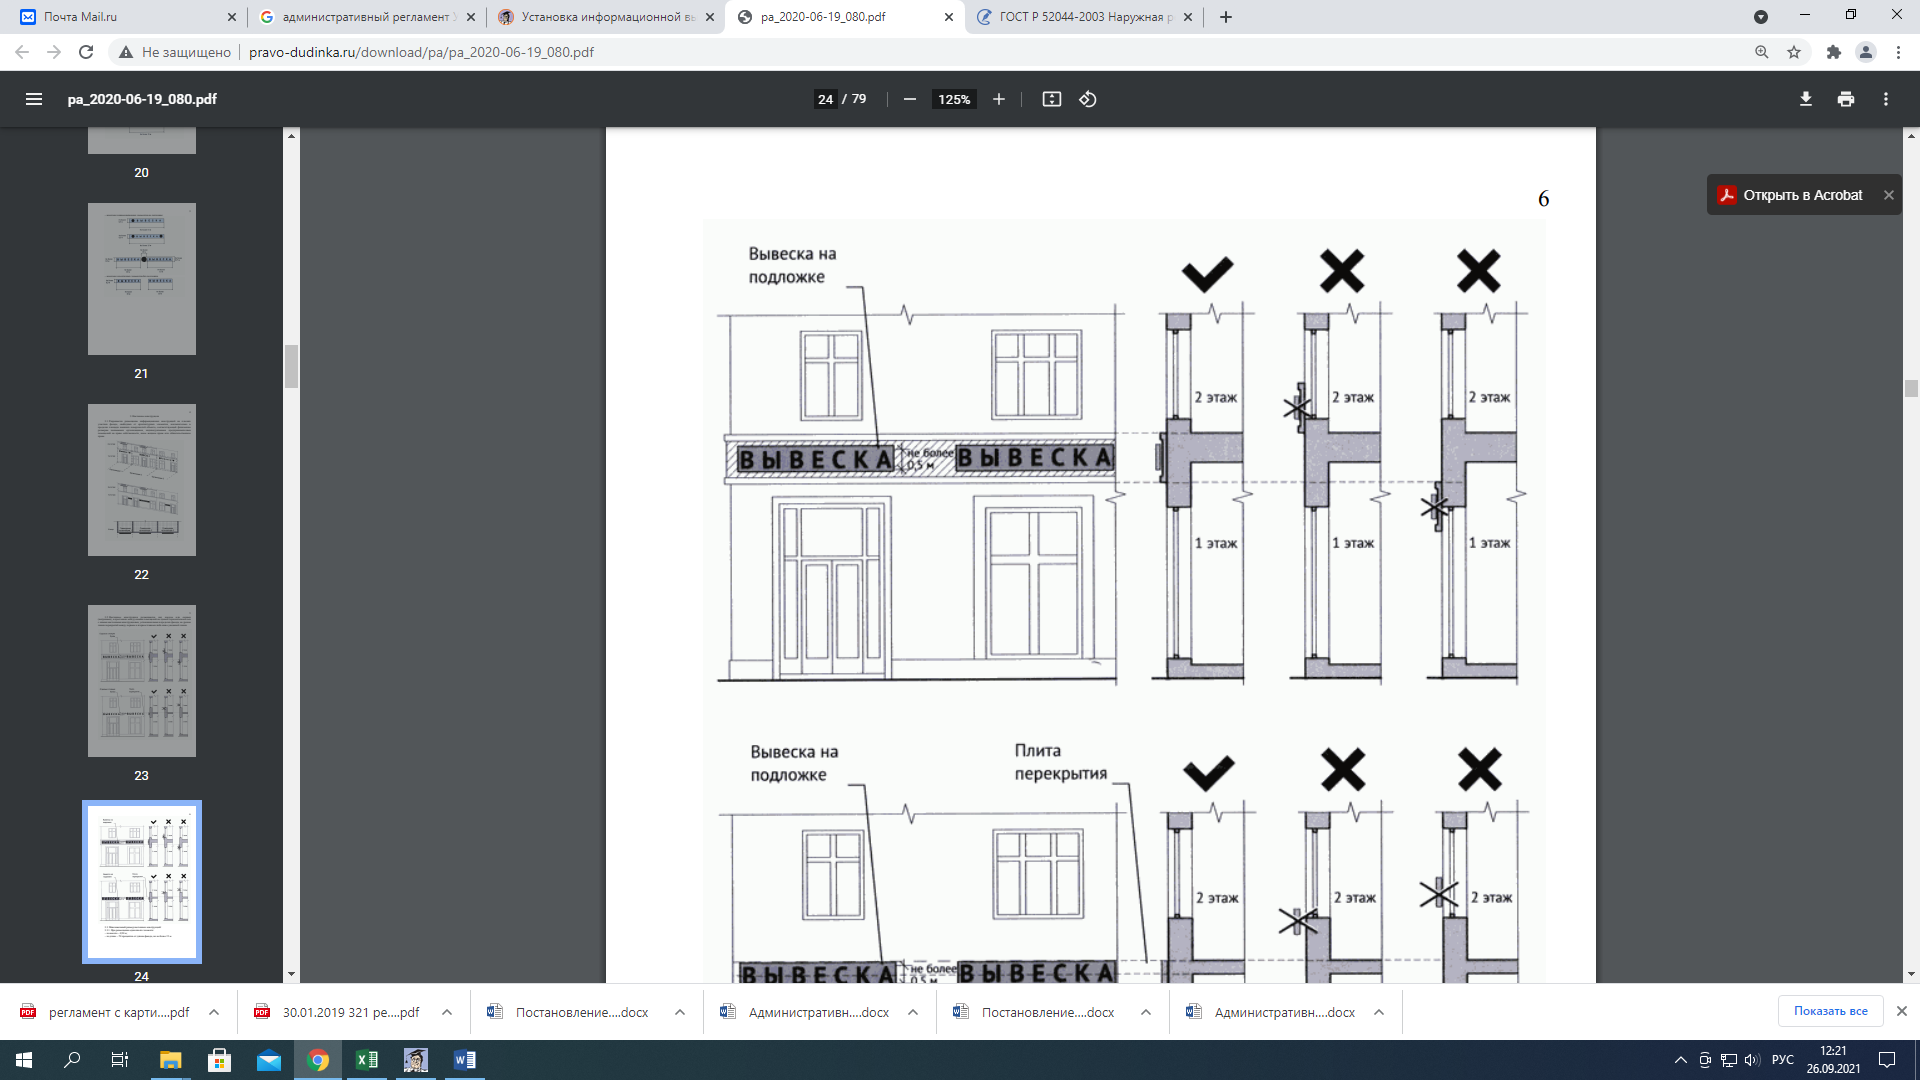 Почта Mail.ru
административный регламент У
Установка информационной вы
pa_2020-06-19_080.pdf
ГОСТ Р 52044-2003 Наружная р
Не защищено
pravo-dudinka.ru/download/pa/pa_2020-06-19_080.pdf
pa_2020-06-19_080.pdf
24 / 79
125%
Открыть в Acrobat
20
21
22
23
24
6
Вывеска на
подложке
2 этаж
2 этаж
2 этаж
ВЫВЕСКА
не более
0,5 м
ВЫВЕСКА
1 этаж
1 этаж
1 этаж
Вывеска на
подложке
Плита
перекрытия
2 этаж
2 этаж
2 этаж
ВЫВЕСКА
не более
0,5 м
ВЫВЕСКА
регламент с карти....pdf
30.01.2019 321 ре....pdf
Постановление....docx
Административн....docx
Постановление....docx
Административн....docx
Показать все
РУС
12:21
26.09.2021